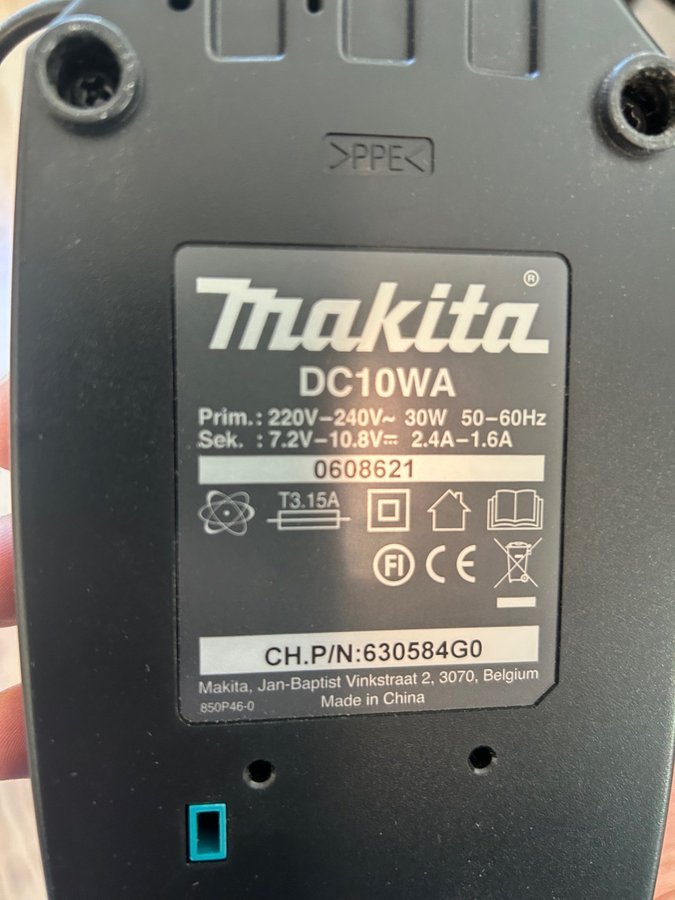 >PPE<
makita®
DC10WA
Prim.: 220V–240V~ 30W 50–60Hz
Sek. : 7.2V–10.8V⎓ 2.4A–1.6A
0608621
T3.15A
FI CE
CH.P/N:630584G0
Makita, Jan-Baptist Vinkstraat 2, 3070, Belgium
850P46-0 Made in China